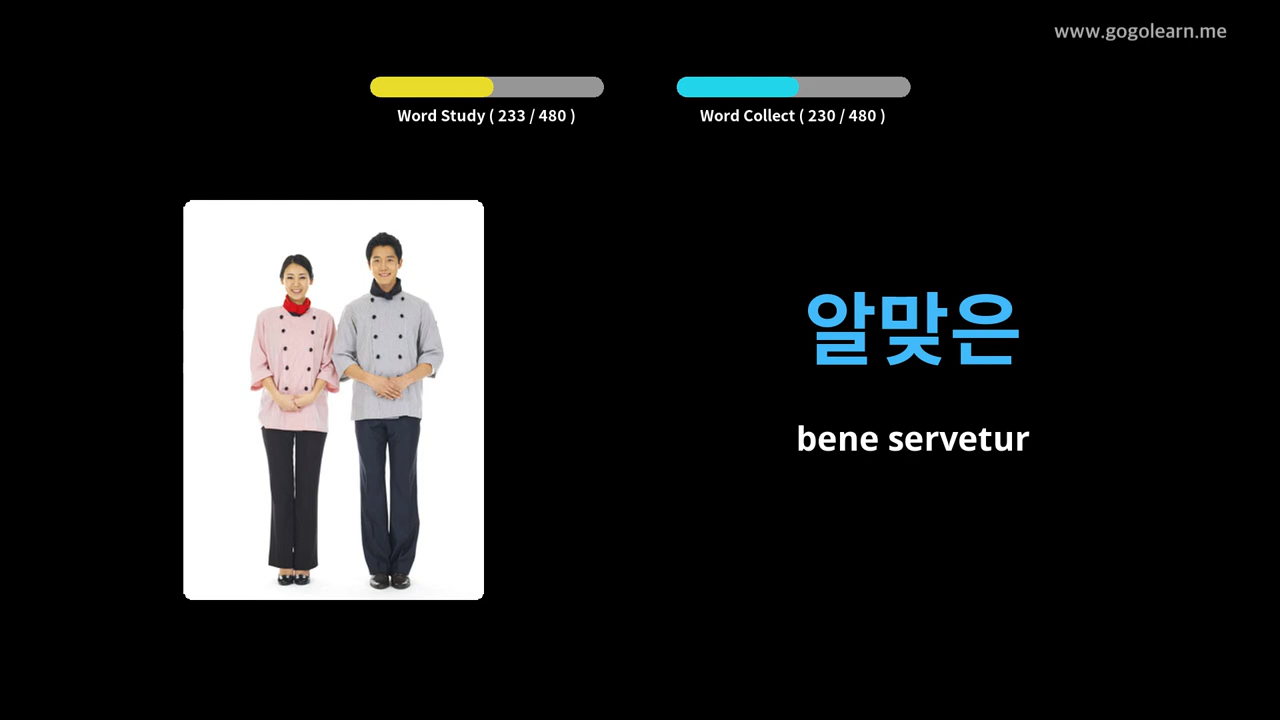 www.gogolearn.me
Word Study ( 233 / 480 )
Word Collect ( 230 / 480 )
알맞은
bene servetur